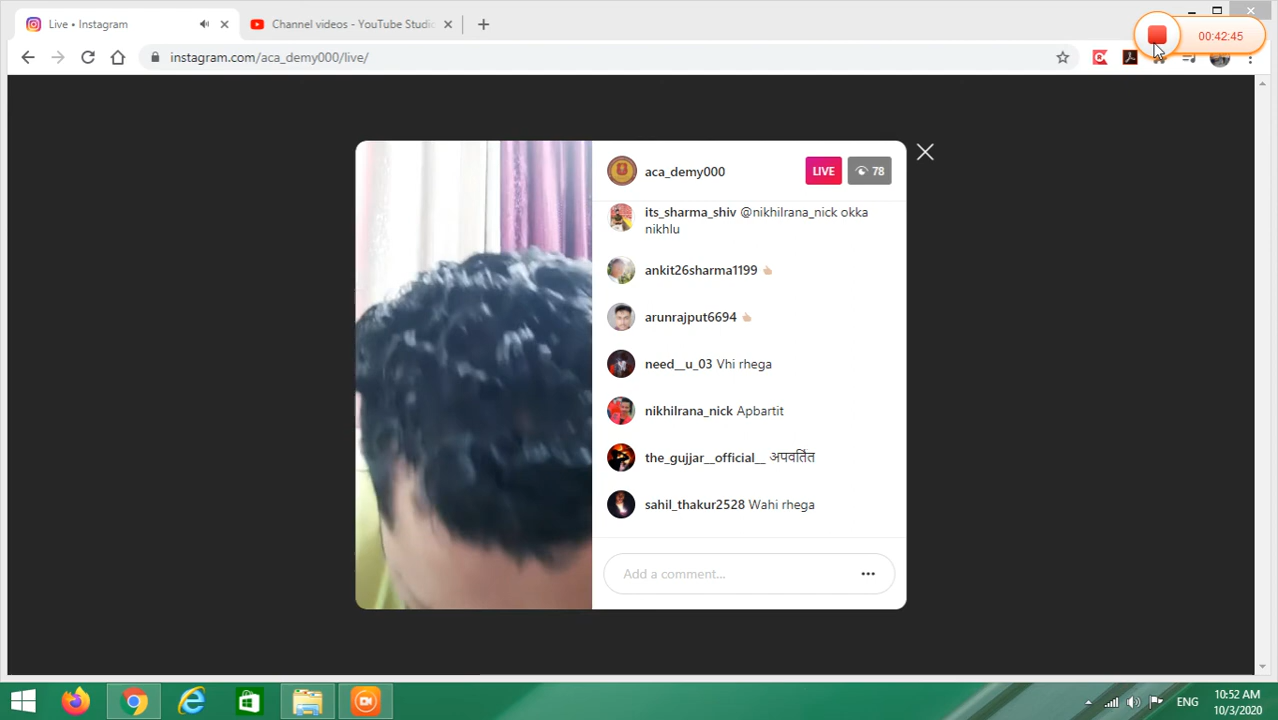 Live • Instagram
Channel videos - YouTube Studio
00:42:45
instagram.com/aca_demy000/live/
aca_demy000 LIVE 78
its_sharma_shiv @nikhilrana_nick okka
nikhlu
ankit26sharma1199 👆🏼
arunrajput6694 👆🏼
need__u_03 Vhi rhega
nikhilrana_nick Apbartit
the_gujjar__official__ अपवर्तित
sahil_thakur2528 Wahi rhega
Add a comment... •••
ENG
10:52 AM
10/3/2020